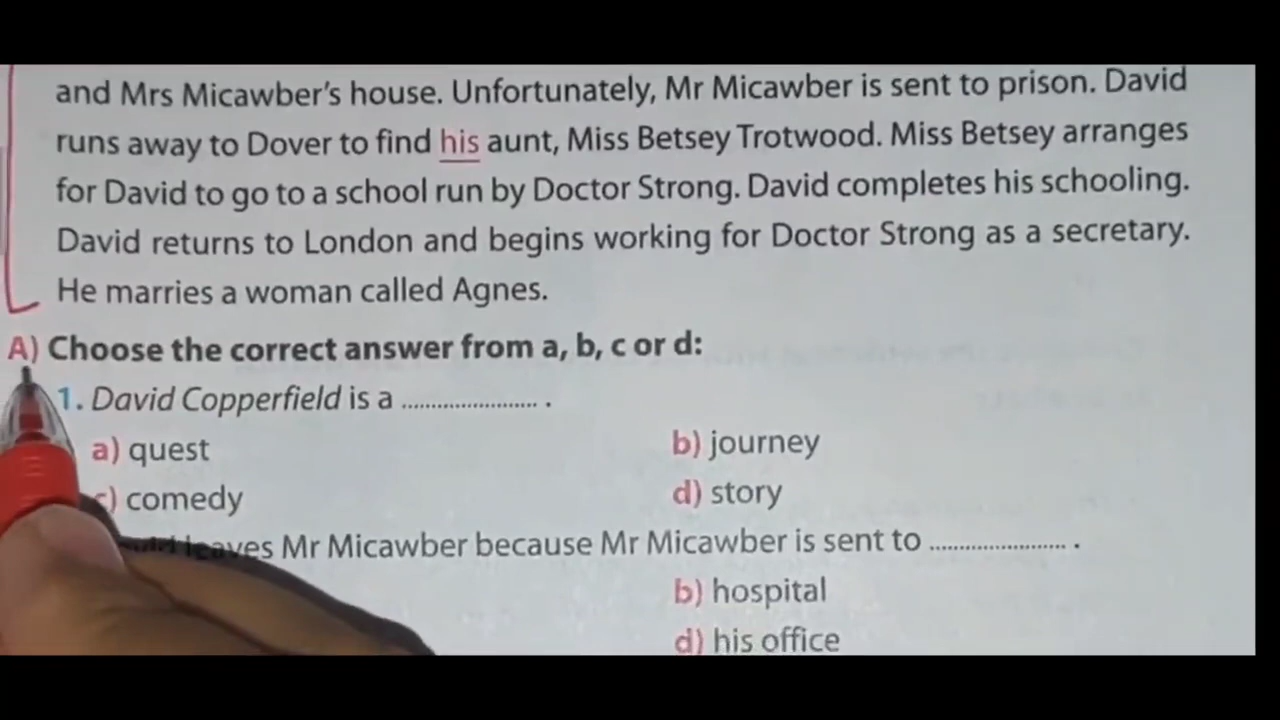 and Mrs Micawber's house. Unfortunately, Mr Micawber is sent to prison. David
runs away to Dover to find his aunt, Miss Betsey Trotwood. Miss Betsey arranges
for David to go to a school run by Doctor Strong. David completes his schooling.
David returns to London and begins working for Doctor Strong as a secretary.
He marries a woman called Agnes.
A) Choose the correct answer from a, b, c or d:
1. David Copperfield is a ........................ .
a) quest b) journey
c) comedy d) story
leaves Mr Micawber because Mr Micawber is sent to ........................ .
b) hospital
d) his office